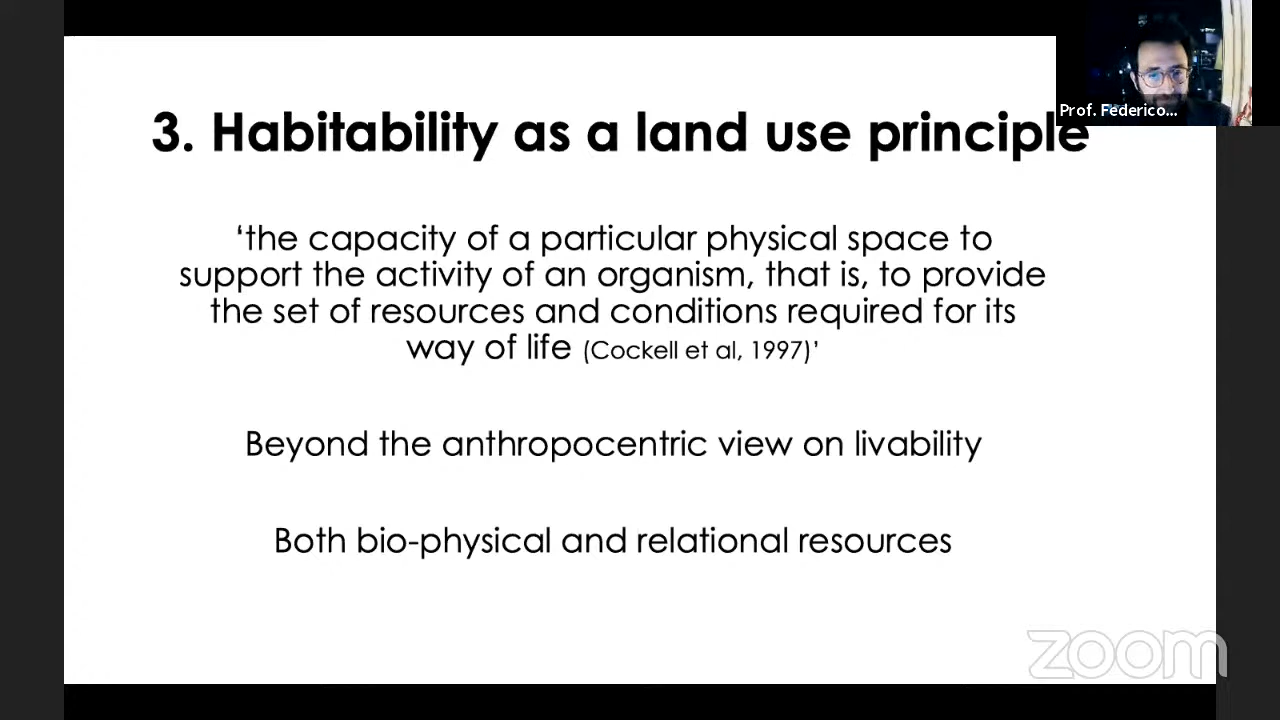 Prof. Federico...
3. Habitability as a land use principle
‘the capacity of a particular physical space to
support the activity of an organism, that is, to provide
the set of resources and conditions required for its
way of life (Cockell et al, 1997)’
Beyond the anthropocentric view on livability
Both bio-physical and relational resources
zoom